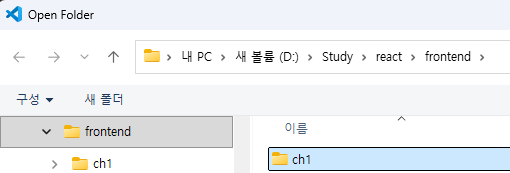 Open Folder
내 PC > 새 볼륨 (D:) > Study > react > frontend >
구성 새 폴더
frontend
이름
ch1
ch1